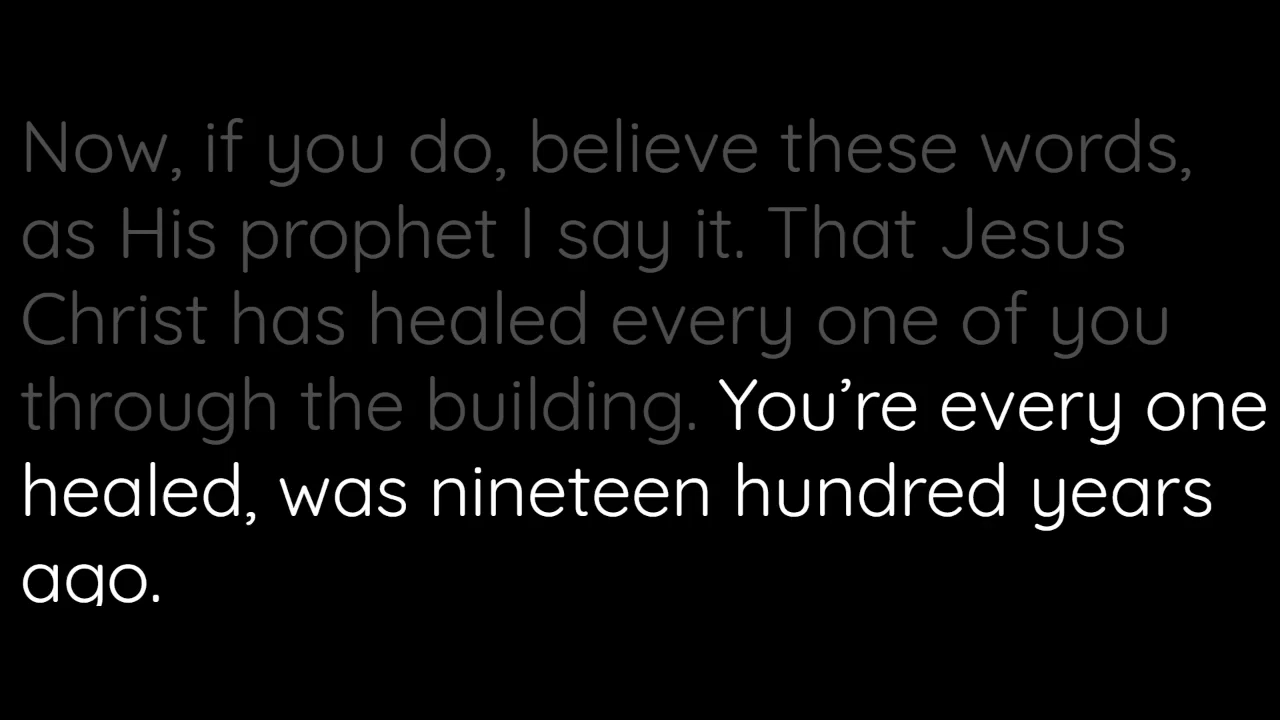 Now, if you do, believe these words,
as His prophet I say it. That Jesus
Christ has healed every one of you
through the building. You’re every one
healed, was nineteen hundred years
ago.